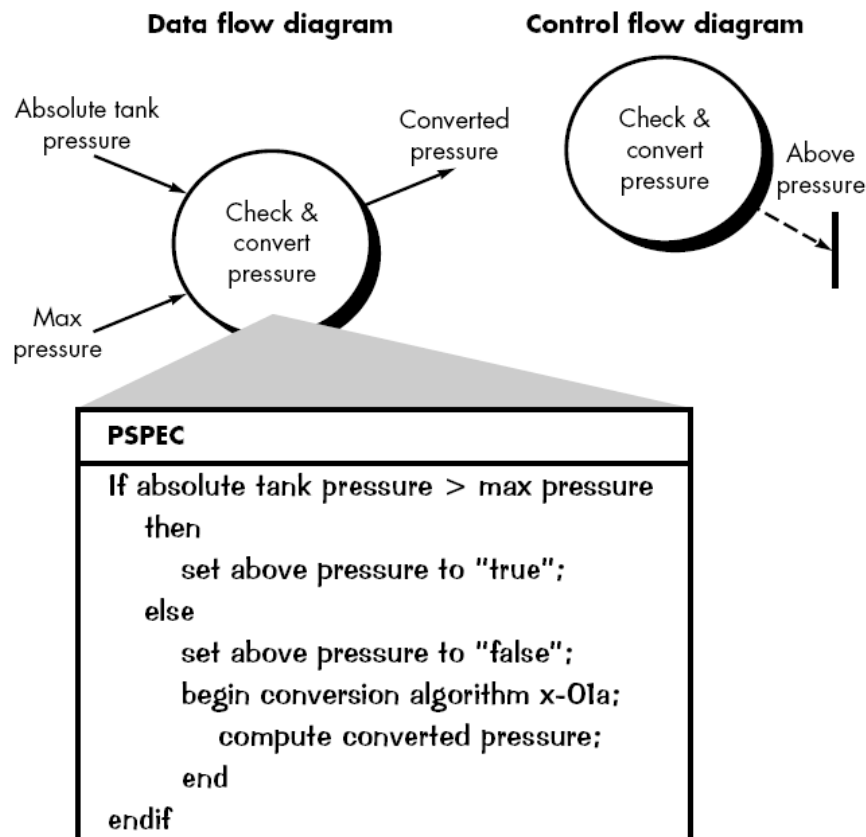 Data flow diagram
Absolute tank
pressure
Converted
pressure
Check &
convert
pressure
Max
pressure
Control flow diagram
Check &
convert
pressure
Above
pressure
PSPEC
If absolute tank pressure > max pressure
then
set above pressure to "true";
else
set above pressure to "false";
begin conversion algorithm x-01a;
compute converted pressure;
end
endif